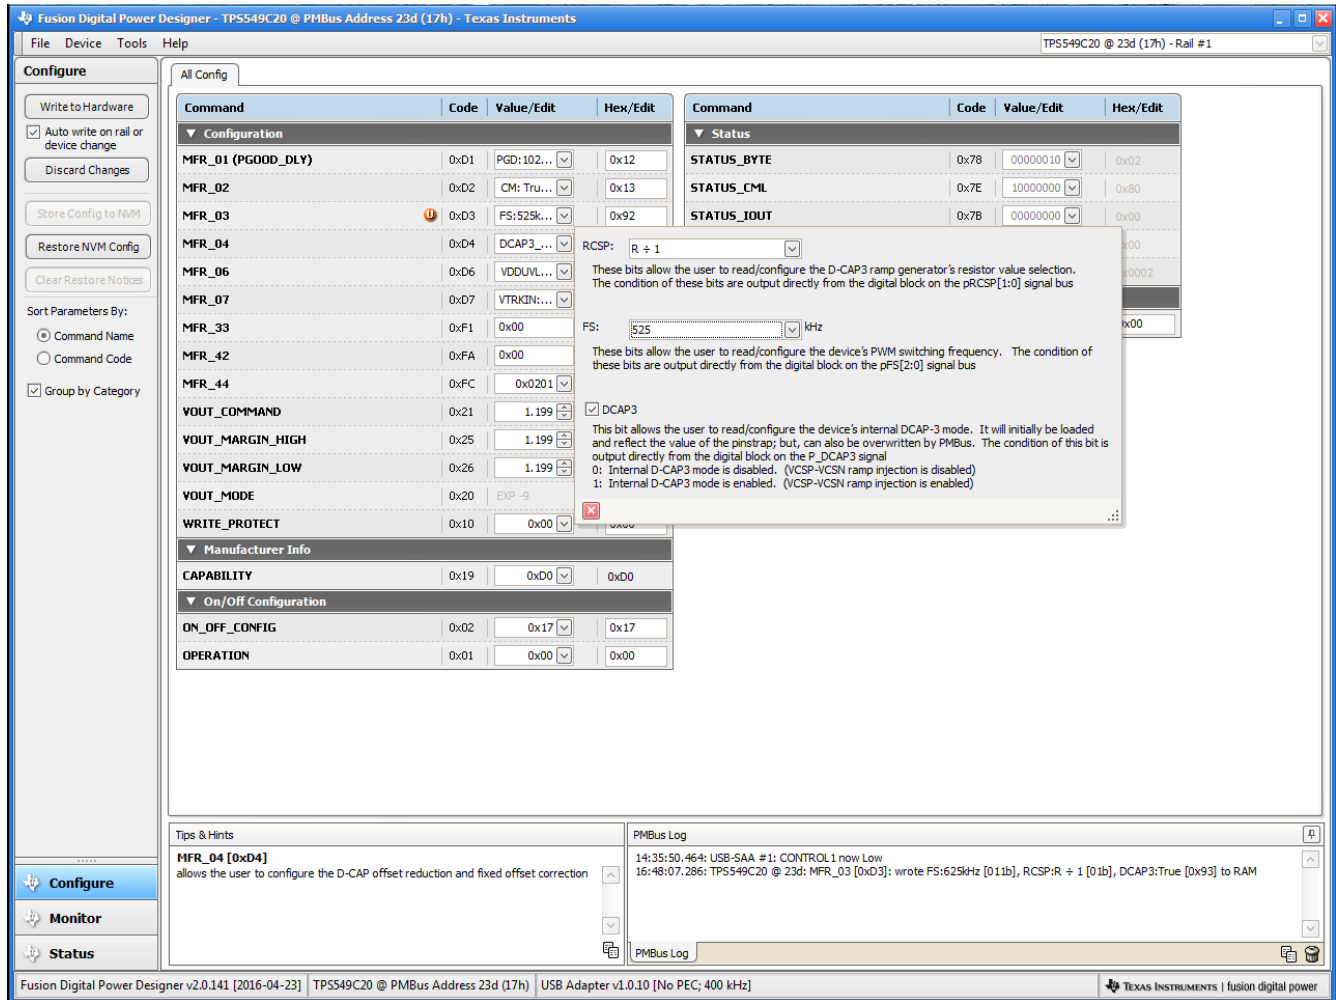 Fusion Digital Power Designer - TPS549C20 @ PMBus Address 23d (17h) - Texas Instruments
File Device Tools Help
TPS549C20 @ 23d (17h) - Rail #1
Configure
Write to Hardware
Auto write on rail or
device change
Discard Changes
Store Config to NVM
Restore NVM Config
Clear Restore Notices
Sort Parameters By:
Command Name
Command Code
Group by Category
All Config
Command Code Value/Edit Hex/Edit
Configuration
MFR_01 (PGOOD_DLY) 0xD1 PGD:102... 0x12
MFR_02 0xD2 CM: Tru... 0x13
MFR_03 0xD3 FS:525k... 0x92
MFR_04 0xD4 DCAP3_...
MFR_06 0xD6 VDDUVL...
MFR_07 0xD7 VTRKIN:...
MFR_33 0xF1 0x00
MFR_42 0xFA 0x00
MFR_44 0xFC 0x0201
VOUT_COMMAND 0x21 1.199
VOUT_MARGIN_HIGH 0x25 1.199
VOUT_MARGIN_LOW 0x26 1.199
VOUT_MODE 0x20 EXP -9
WRITE_PROTECT 0x10 0x00 0x00
Manufacturer Info
CAPABILITY 0x19 0xD0 0xD0
On/Off Configuration
ON_OFF_CONFIG 0x02 0x17 0x17
OPERATION 0x01 0x00 0x00
Command Code Value/Edit Hex/Edit
Status
STATUS_BYTE 0x78 00000010 0x02
STATUS_CML 0x7E 10000000 0x80
STATUS_IOUT 0x7B 00000000 0x00
x00
x0002
x00
RCSP: R ÷ 1
These bits allow the user to read/configure the D-CAP3 ramp generator's resistor value selection.
The condition of these bits are output directly from the digital block on the pRCSP[1:0] signal bus
FS: 525 kHz
These bits allow the user to read/configure the device's PWM switching frequency. The condition of
these bits are output directly from the digital block on the pFS[2:0] signal bus
DCAP3
This bit allows the user to read/configure the device's internal DCAP-3 mode. It will initially be loaded
and reflect the value of the pinstrap; but, can also be overwritten by PMBus. The condition of this bit is
output directly from the digital block on the P_DCAP3 signal
0: Internal D-CAP3 mode is disabled. (VCSP-VCSN ramp injection is disabled)
1: Internal D-CAP3 mode is enabled. (VCSP-VCSN ramp injection is enabled)
Configure
Monitor
Status
Tips & Hints
MFR_04 [0xD4]
allows the user to configure the D-CAP offset reduction and fixed offset correction
PMBus Log
14:35:50.464: USB-SAA #1: CONTROL1 now Low
16:48:07.286: TPS549C20 @ 23d: MFR_03 [0xD3]: wrote FS:625kHz [011b], RCSP:R ÷ 1 [01b], DCAP3:True [0x93] to RAM
PMBus Log
Fusion Digital Power Designer v2.0.141 [2016-04-23] TPS549C20 @ PMBus Address 23d (17h) USB Adapter v1.0.10 [No PEC; 400 kHz]
TEXAS INSTRUMENTS | fusion digital power